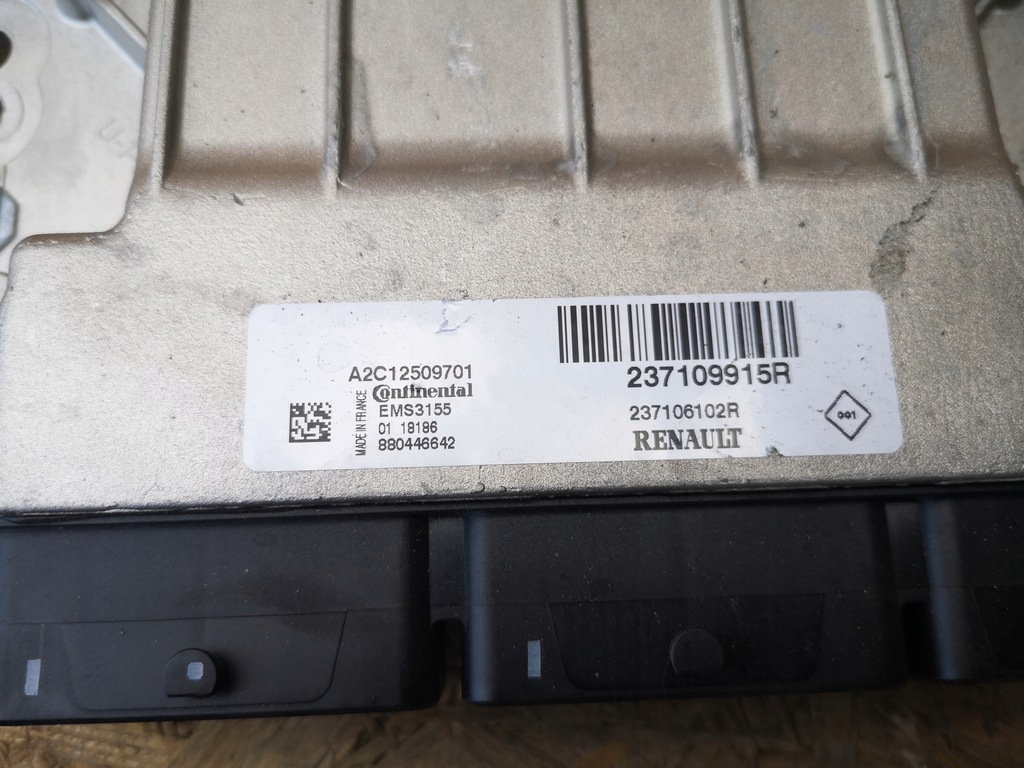 A2C12509701
Continental
MADE IN FRANCE
EMS3155
01 18186
880446642
237109915R
237106102R
RENAULT
001